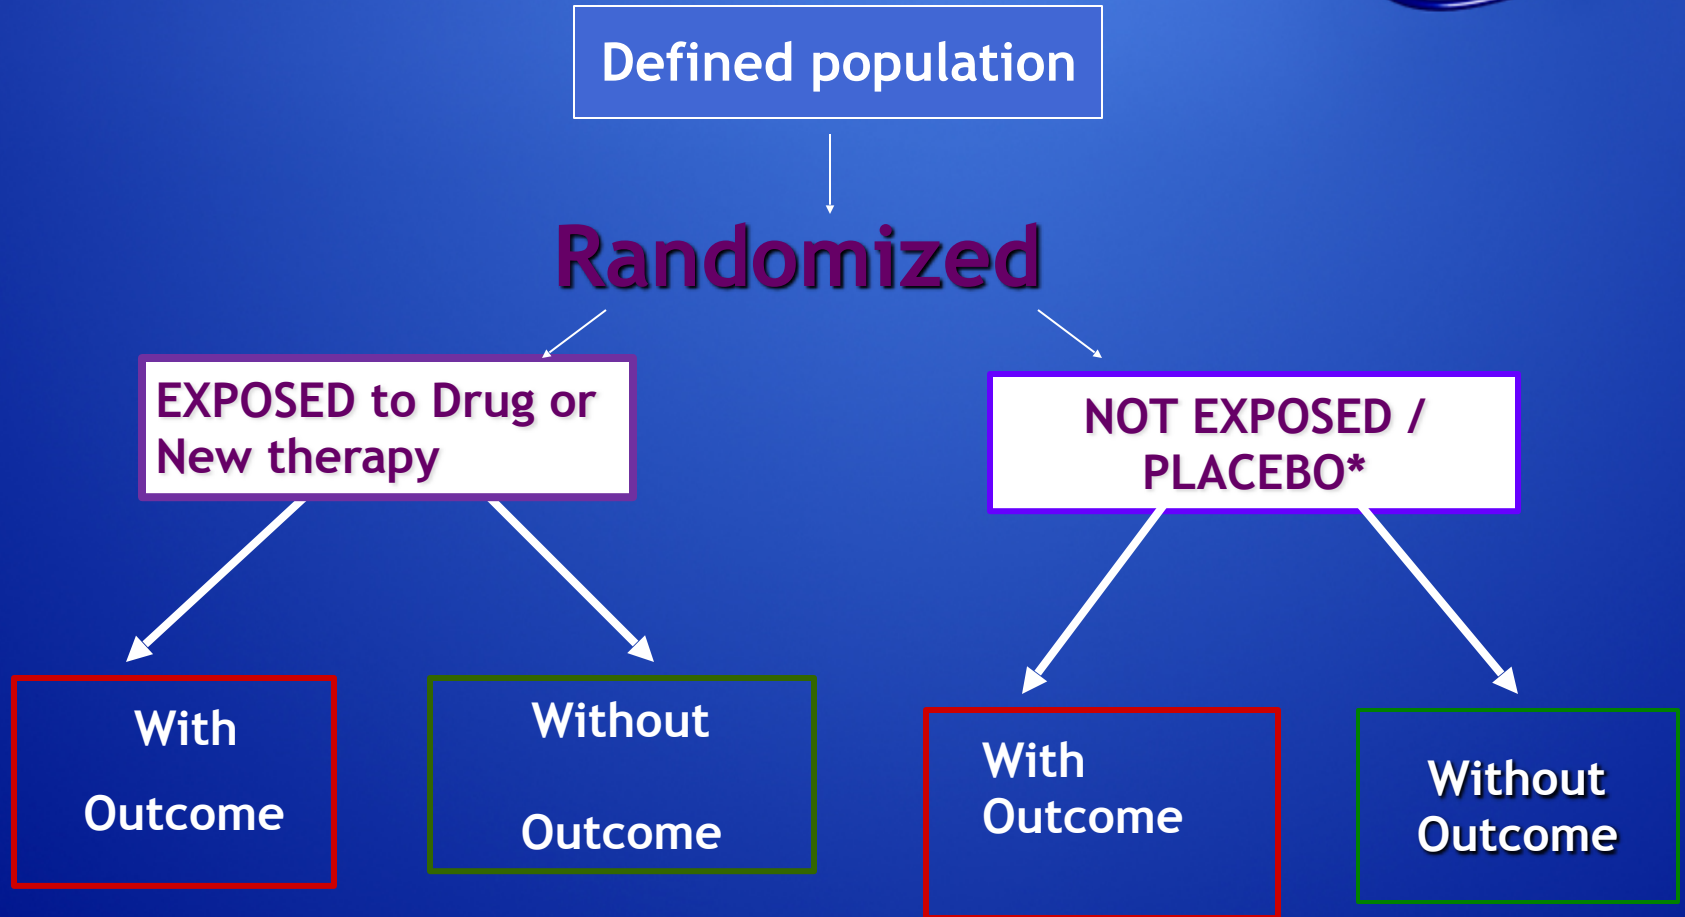 Defined population
Randomized
EXPOSED to Drug or
New therapy
NOT EXPOSED /
PLACEBO*
With
Outcome
Without
Outcome
With
Outcome
Without
Outcome